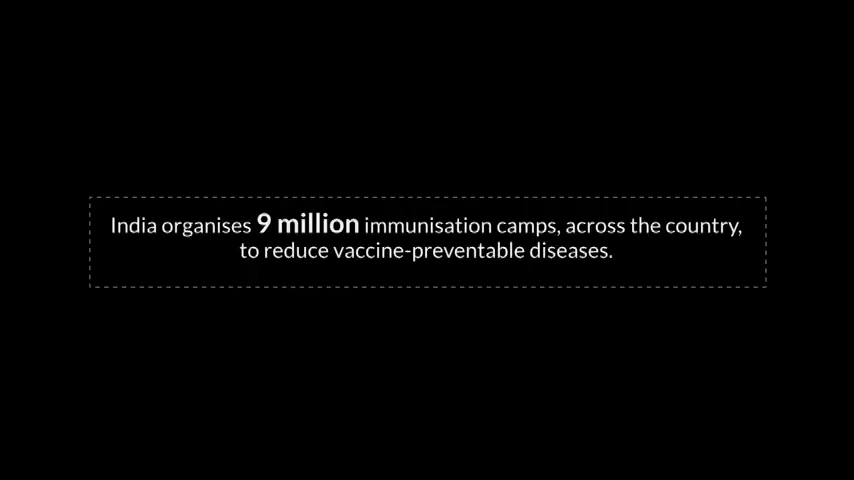 India organises 9 million immunisation camps, across the country,
to reduce vaccine-preventable diseases.